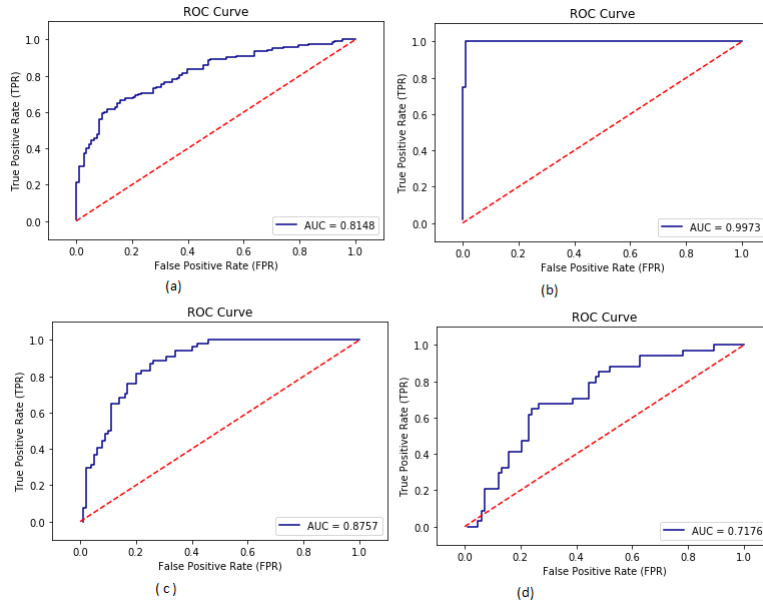 ROC Curve
True Positive Rate (TPR)
1.0
0.8
0.6
0.4
0.2
0.0
AUC = 0.8148
0.0 0.2 0.4 0.6 0.8 1.0
False Positive Rate (FPR)
(a)
ROC Curve
True Positive Rate (TPR)
1.0
0.8
0.6
0.4
0.2
0.0
AUC = 0.9973
0.0 0.2 0.4 0.6 0.8 1.0
False Positive Rate (FPR)
(b)
ROC Curve
True Positive Rate (TPR)
1.0
0.8
0.6
0.4
0.2
0.0
AUC = 0.8757
0.0 0.2 0.4 0.6 0.8 1.0
False Positive Rate (FPR)
( c )
ROC Curve
True Positive Rate (TPR)
1.0
0.8
0.6
0.4
0.2
0.0
AUC = 0.7176
0.0 0.2 0.4 0.6 0.8 1.0
False Positive Rate (FPR)
(d)